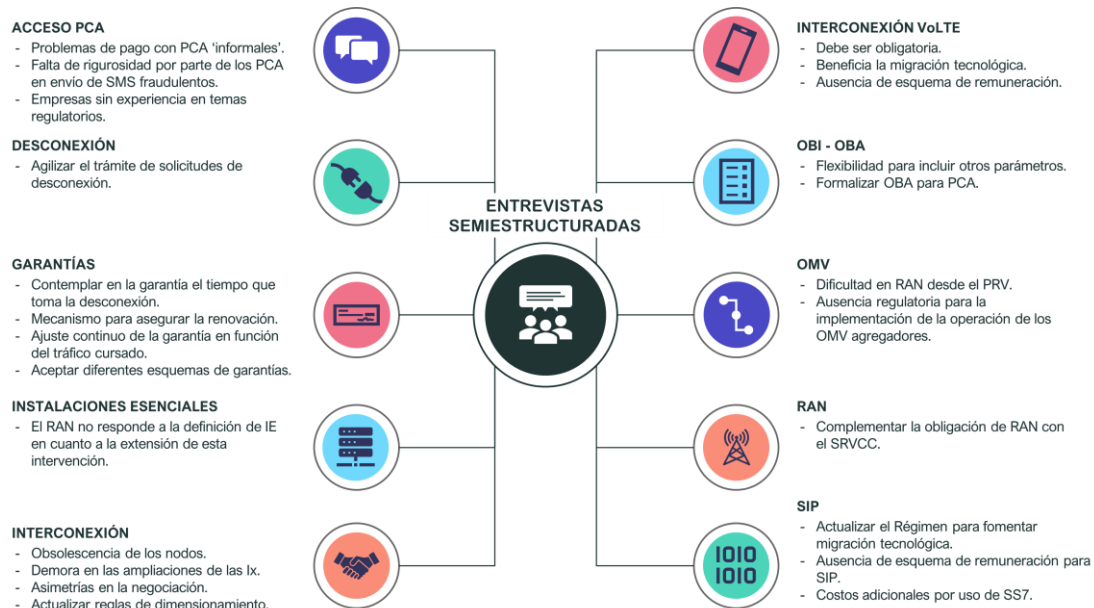 ACCESO PCA
- Problemas de pago con PCA ‘informales’.
- Falta de rigurosidad por parte de los PCA
en envío de SMS fraudulentos.
- Empresas sin experiencia en temas
regulatorios.
DESCONEXIÓN
- Agilizar el trámite de solicitudes de
desconexión.
GARANTÍAS
- Contemplar en la garantía el tiempo que
toma la desconexión.
- Mecanismo para asegurar la renovación.
- Ajuste continuo de la garantía en función
del tráfico cursado.
- Aceptar diferentes esquemas de garantías.
INSTALACIONES ESENCIALES
- El RAN no responde a la definición de IE
en cuanto a la extensión de esta
intervención.
INTERCONEXIÓN
- Obsolescencia de los nodos.
- Demora en las ampliaciones de las Ix.
- Asimetrías en la negociación.
- Actualizar reglas de dimensionamiento.
ENTREVISTAS
SEMIESTRUCTURADAS
INTERCONEXIÓN VoLTE
- Debe ser obligatoria.
- Beneficia la migración tecnológica.
- Ausencia de esquema de remuneración.
OBI - OBA
- Flexibilidad para incluir otros parámetros.
- Formalizar OBA para PCA.
OMV
- Dificultad en RAN desde el PRV.
- Ausencia regulatoria para la
implementación de la operación de los
OMV agregadores.
RAN
- Complementar la obligación de RAN con
el SRVCC.
SIP
- Actualizar el Régimen para fomentar
migración tecnológica.
- Ausencia de esquema de remuneración para
SIP.
- Costos adicionales por uso de SS7.
IOIO
IOIO